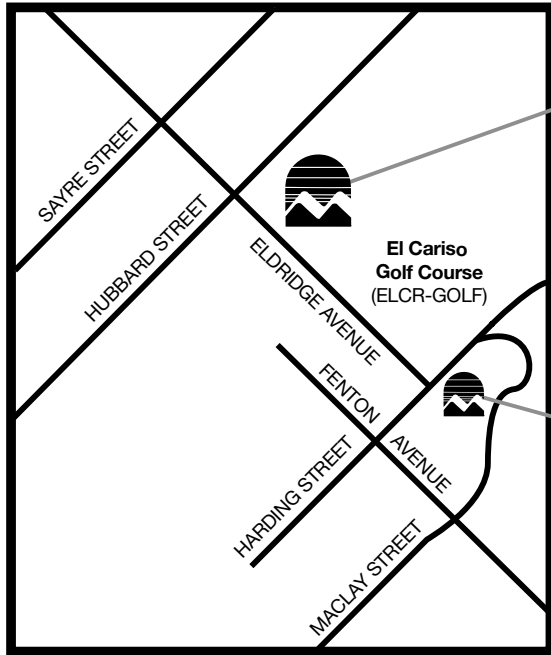 SAYRE STREET
HUBBARD STREET
ELDRIDGE AVENUE
El Cariso
Golf Course
(ELCR-GOLF)
FENTON
AVENUE
HARDING STREET
MACLAY STREET